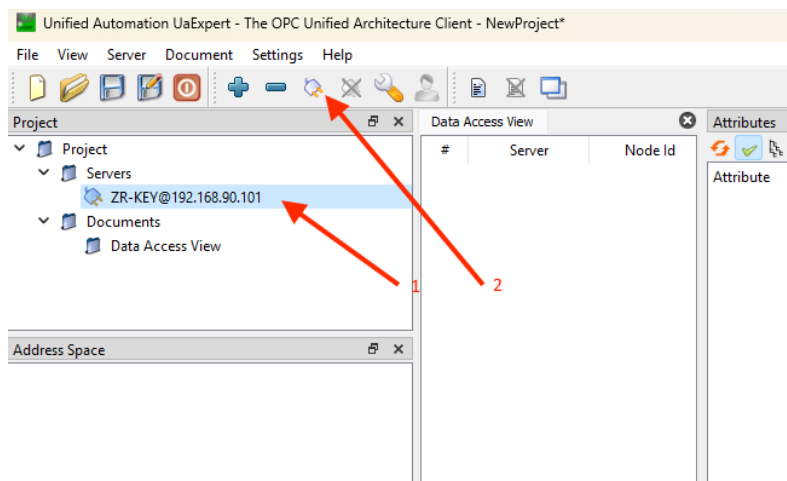 Unified Automation UaExpert - The OPC Unified Architecture Client - NewProject*
File View Server Document Settings Help
Project
Data Access View
Attributes
Project
# Server Node Id
Servers
Attribute
ZR-KEY@192.168.90.101
Documents
Data Access View
1
2
Address Space